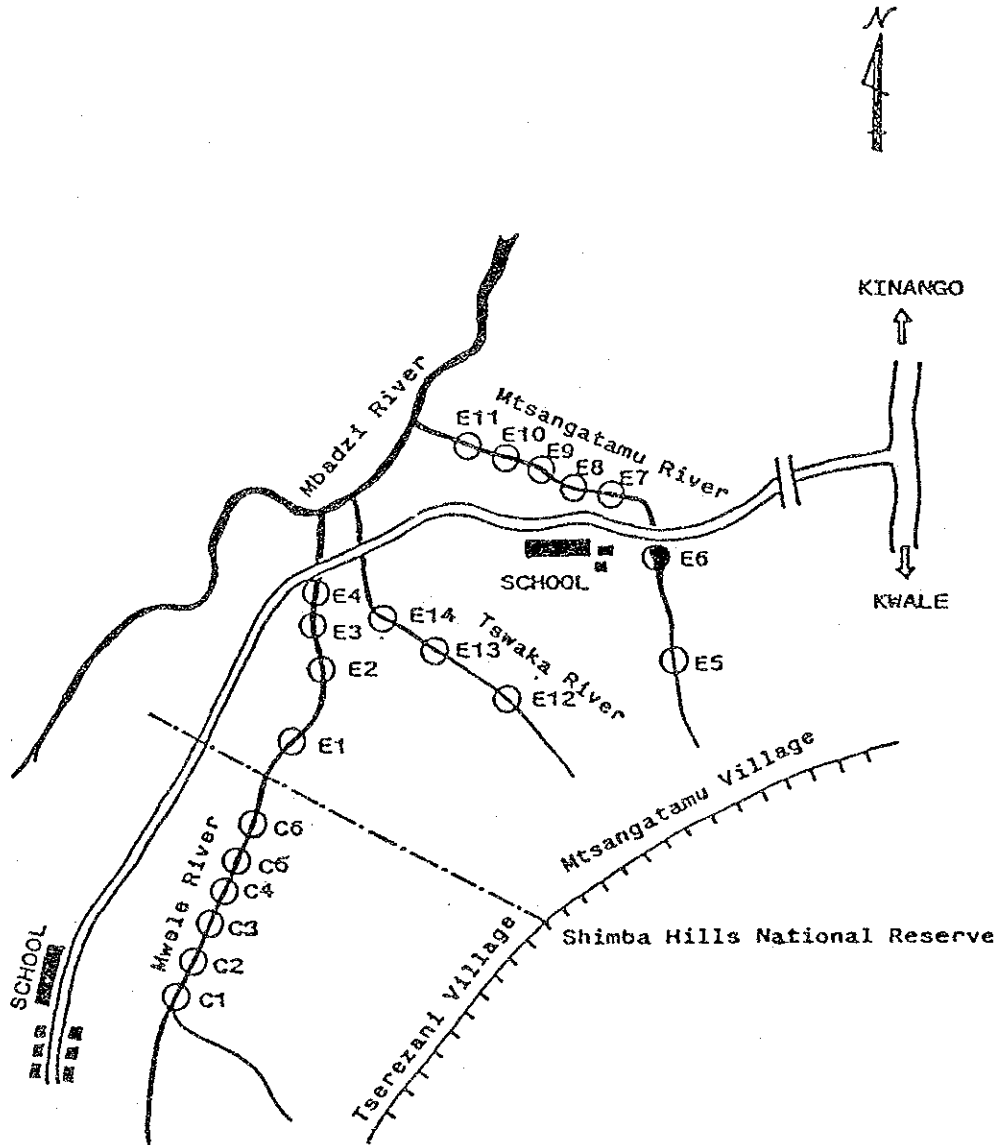 N
KINANGO
Mbadzi River
Mtsangatamu River
E11
E10
E9
E8
E7
E6
SCHOOL
KWALE
E4
E14
E3
E13
Tswaka River
E2
E12
E5
E1
Mtsangatamu Village
C6
C5
C4
Mwele River
C3
C2
C1
SCHOOL
Shimba Hills National Reserve
Tserezani Village